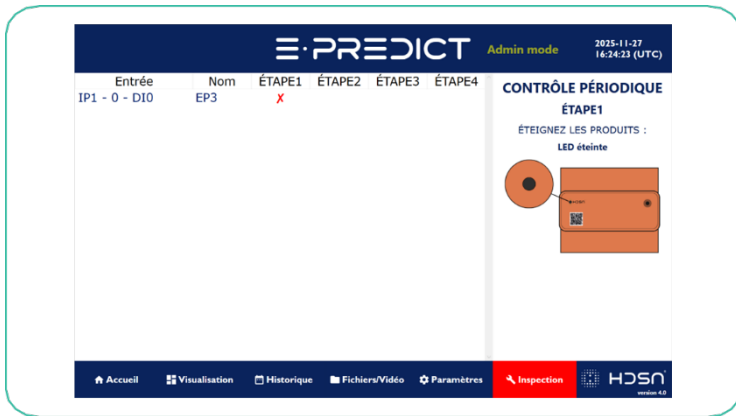 E·PREDICT
Admin mode
2025-11-27
16:24:23 (UTC)
Entrée Nom ÉTAPE1 ÉTAPE2 ÉTAPE3 ÉTAPE4
IP1 - 0 - DI0 EP3 ✗
CONTRÔLE PÉRIODIQUE
ÉTAPE1
ÉTEIGNEZ LES PRODUITS :
LED éteinte
HDSN
Accueil Visualisation Historique Fichiers/Vidéo Paramètres Inspection
HDSN
version 4.0